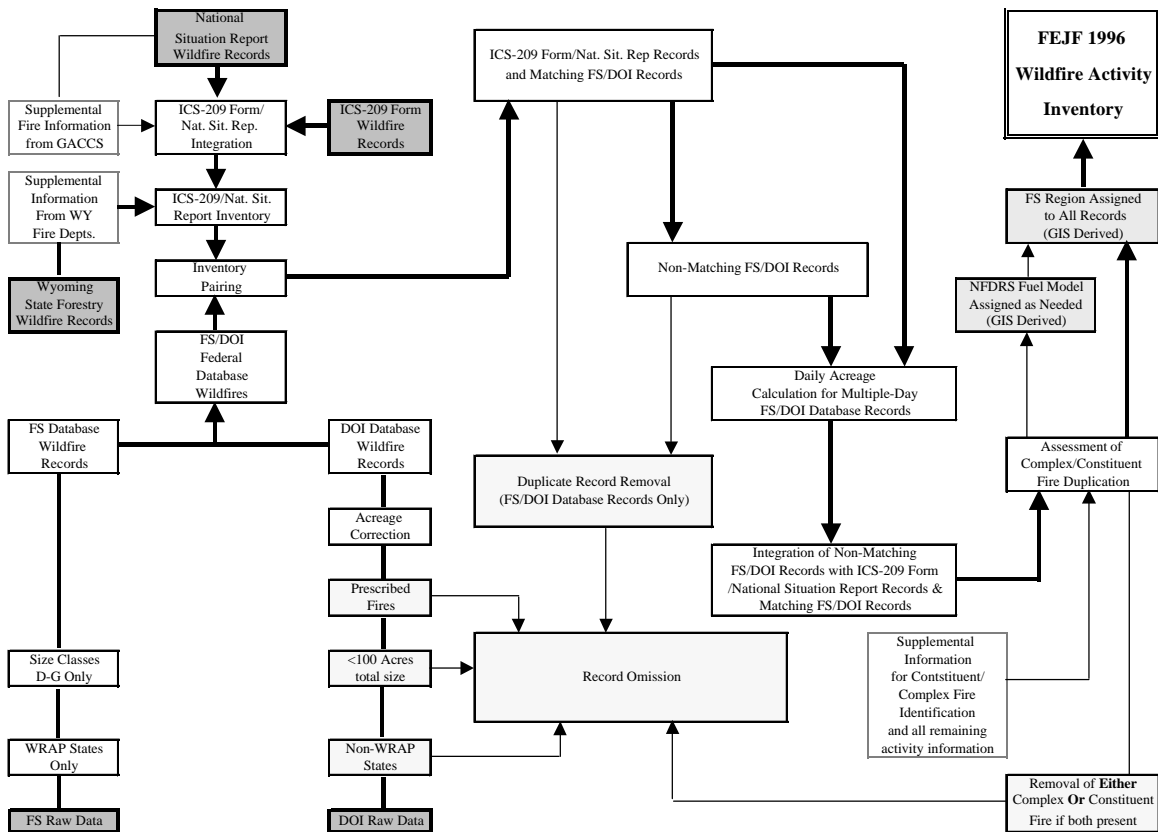 National
Situation Report
Wildfire Records
Supplemental
Fire Information
from GACCS
ICS-209 Form/
Nat. Sit. Rep.
Integration
ICS-209 Form
Wildfire
Records
Supplemental
Information
From WY
Fire Depts.
ICS-209/Nat. Sit.
Report Inventory
Wyoming
State Forestry
Wildfire Records
Inventory
Pairing
FS/DOI
Federal
Database
Wildfires
FS Database
Wildfire
Records
DOI Database
Wildfire
Records
Acreage
Correction
Prescribed
Fires
Size Classes
D-G Only
<100 Acres
total size
WRAP States
Only
Non-WRAP
States
FS Raw Data
DOI Raw Data
ICS-209 Form/Nat. Sit. Rep Records
and Matching FS/DOI Records
Non-Matching FS/DOI Records
Daily Acreage
Calculation for Multiple-Day
FS/DOI Database Records
Duplicate Record Removal
(FS/DOI Database Records Only)
Integration of Non-Matching
FS/DOI Records with ICS-209 Form
/National Situation Report Records &
Matching FS/DOI Records
Record Omission
FEJF 1996
Wildfire Activity
Inventory
FS Region Assigned
to All Records
(GIS Derived)
NFDRS Fuel Model
Assigned as Needed
(GIS Derived)
Assessment of
Complex/Constituent
Fire Duplication
Supplemental
Information
for Contstituent/
Complex Fire
Identification
and all remaining
activity information
Removal of Either
Complex Or Constituent
Fire if both present